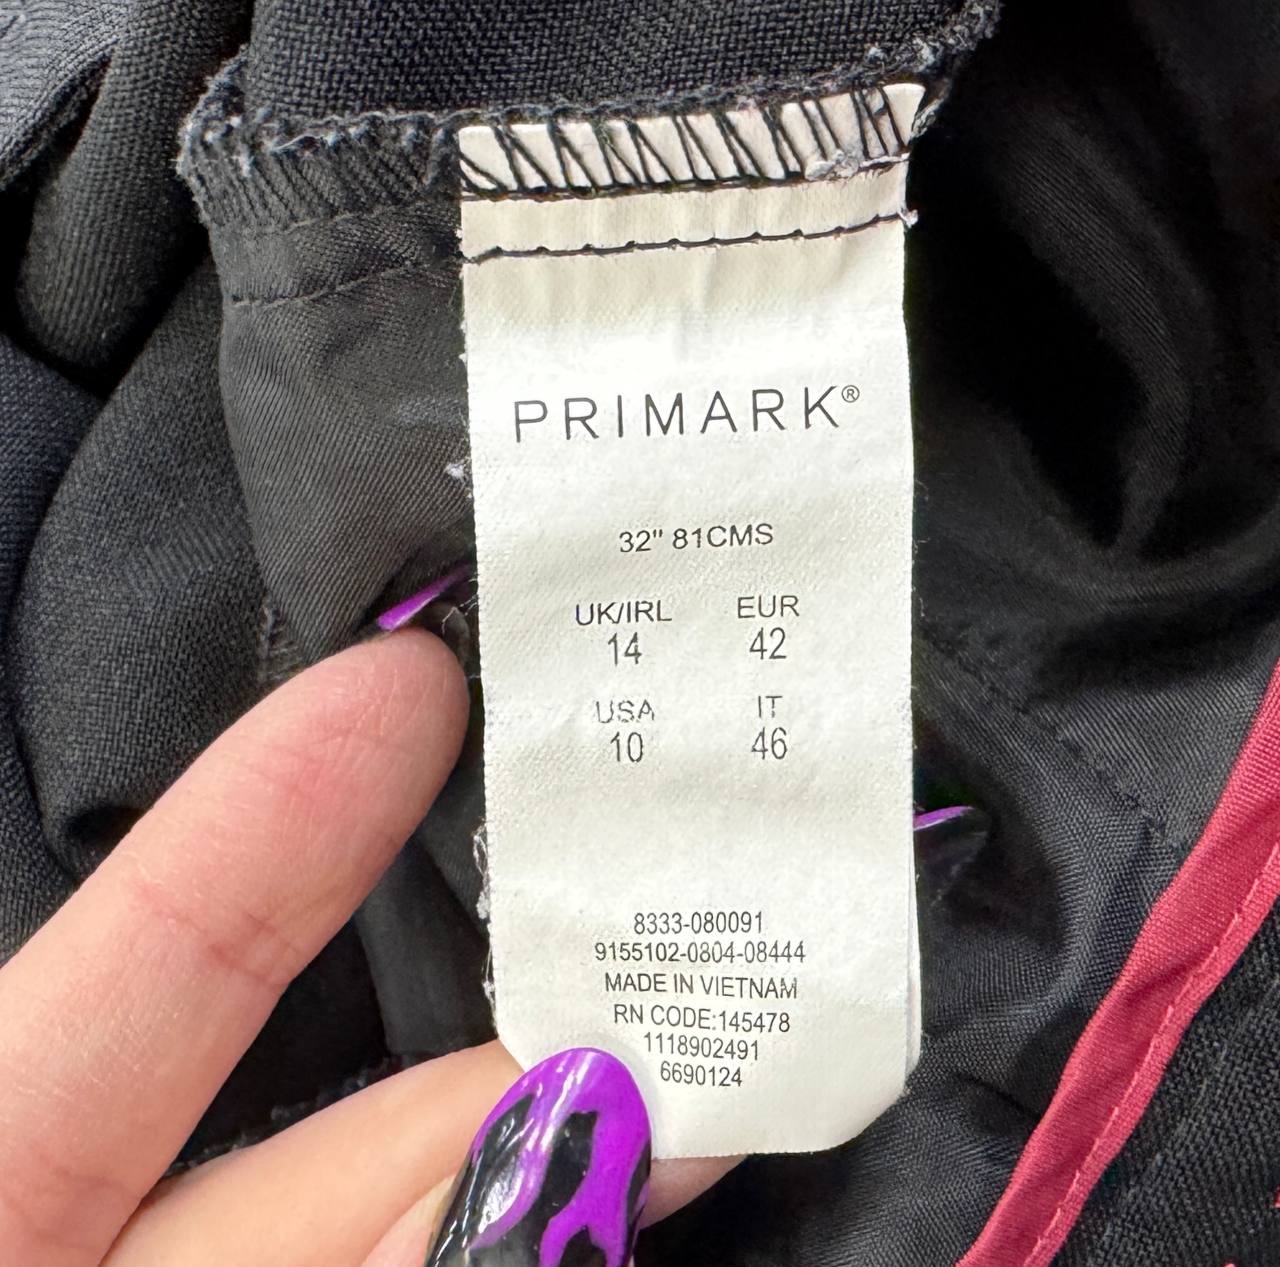 PRIMARK®
32" 81CMS
UK/IRL EUR
14 42
USA IT
10 46
8333-080091
9155102-0804-08444
MADE IN VIETNAM
RN CODE:145478
1118902491
6690124